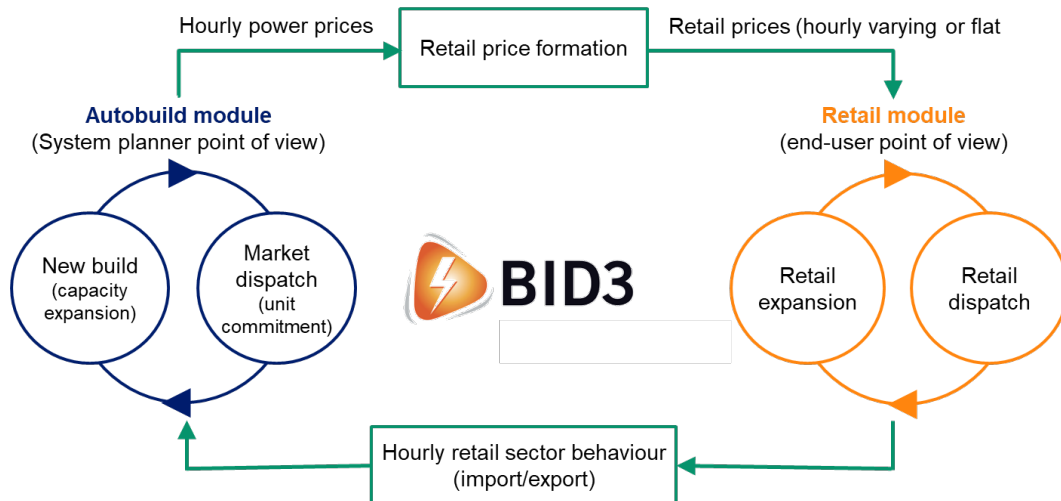 Hourly power prices
Retail price formation
Retail prices (hourly varying or flat
Autobuild module
(System planner point of view)
Retail module
(end-user point of view)
New build
(capacity
expansion)
Market
dispatch
(unit
commitment)
BID3
Retail
expansion
Retail
dispatch
Hourly retail sector behaviour
(import/export)